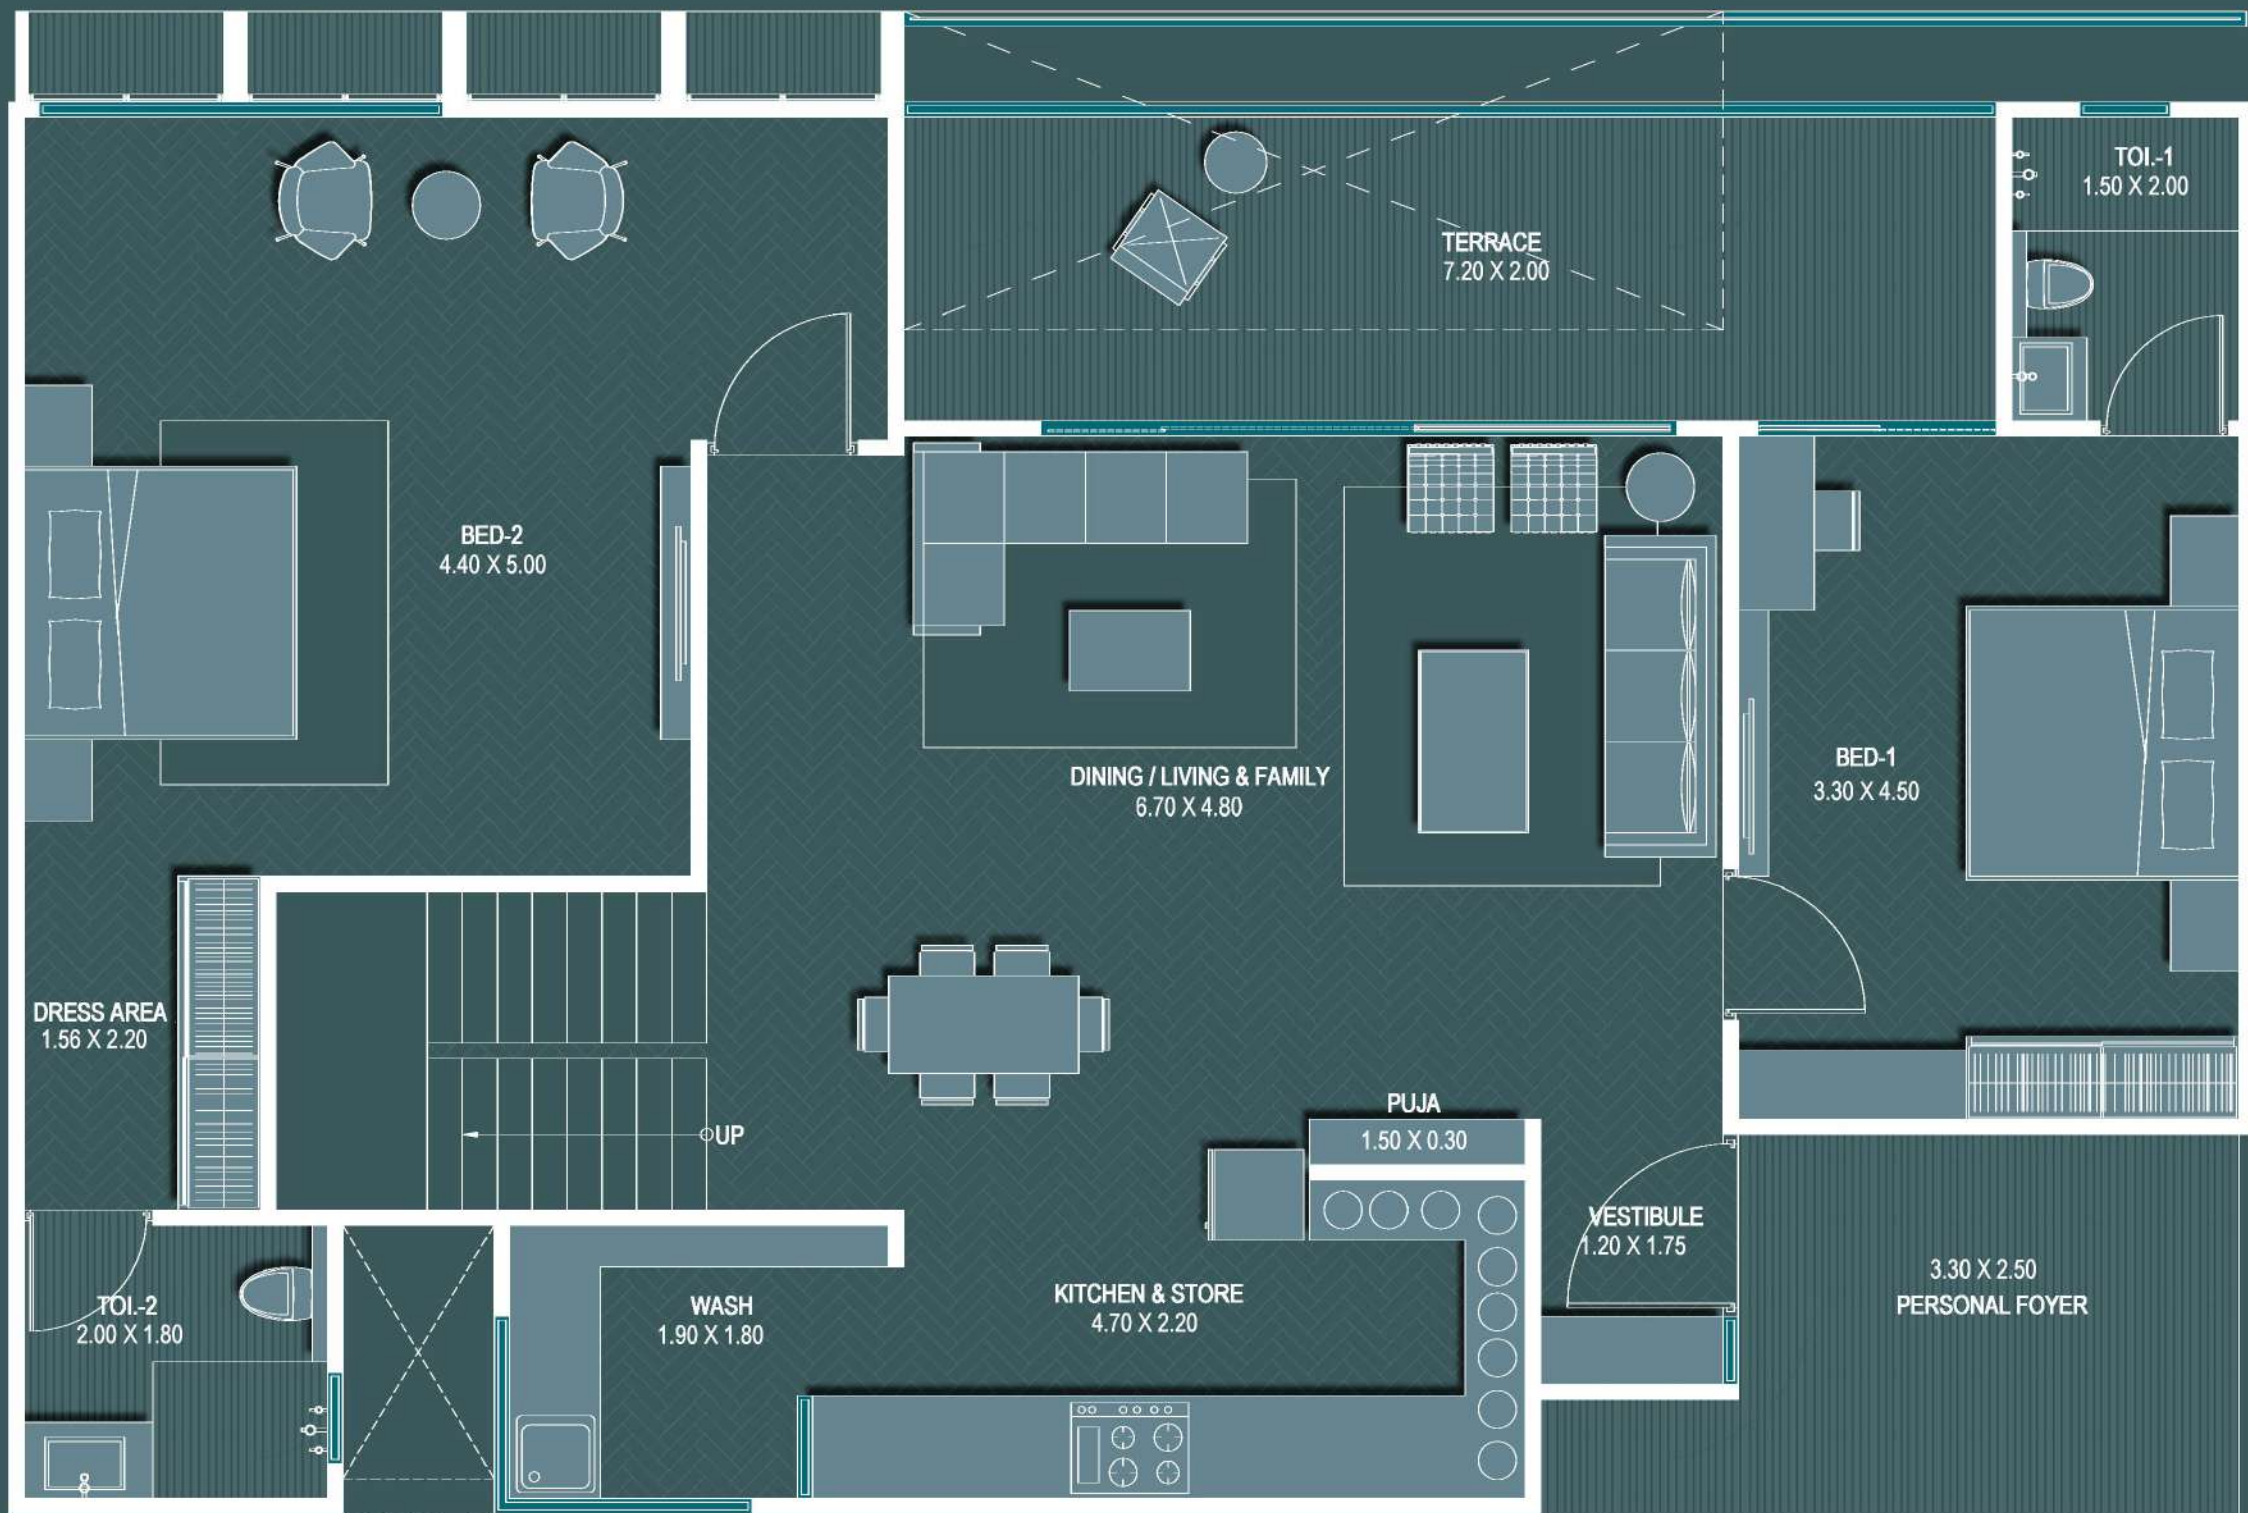 TOI.-1
1.50 X 2.00
TERRACE
7.20 X 2.00
BED-2
4.40 X 5.00
DINING / LIVING & FAMILY
6.70 X 4.80
BED-1
3.30 X 4.50
DRESS AREA
1.56 X 2.20
UP
PUJA
1.50 X 0.30
VESTIBULE
1.20 X 1.75
TOI.-2
2.00 X 1.80
WASH
1.90 X 1.80
KITCHEN & STORE
4.70 X 2.20
3.30 X 2.50
PERSONAL FOYER